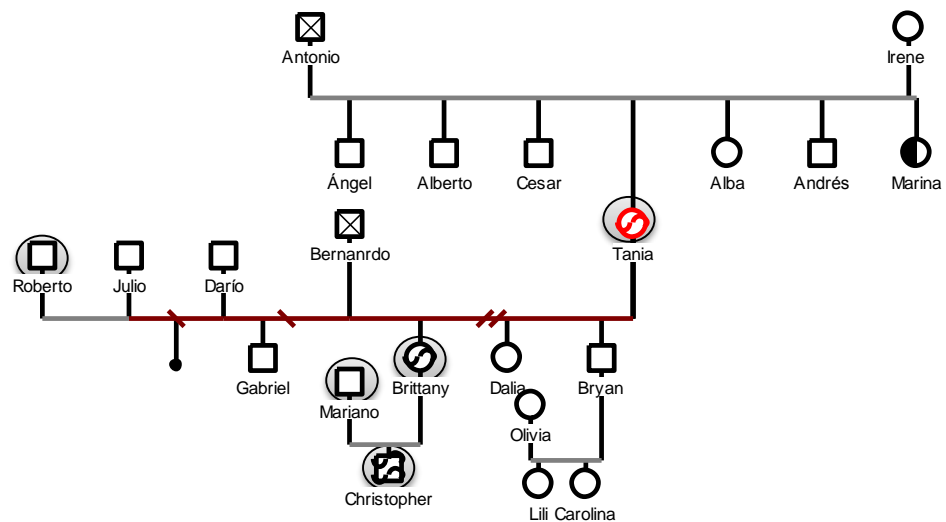 Antonio
Irene
Ángel
Alberto
Cesar
Alba
Andrés
Marina
Bernanrdo
Tania
Roberto
Julio
Darío
Gabriel
Mariano
Brittany
Dalia
Bryan
Olivia
Christopher
Lili Carolina